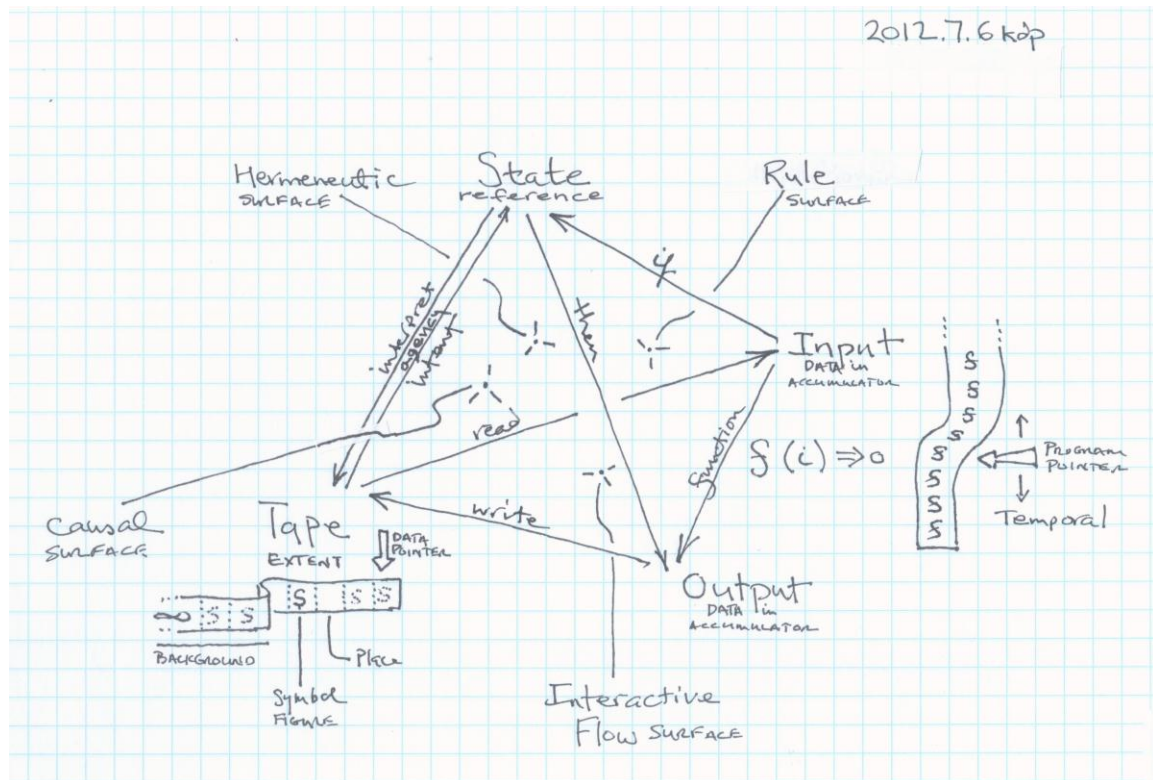 2012.7.6 kdp
Hermeneutic
SURFACE
State
reference
Rule
SURFACE
if
then
interpret
agency
intent
read
Input
DATA in
ACCUMULATOR
function
f (i) ⇒ o
PROGRAM
POINTER
Temporal
Causal
SURFACE
Tape
EXTENT
write
DATA
POINTER
Output
DATA in
ACCUMULATOR
∞ S S S S S
BACKGROUND
Place
Symbol
FIGURE
Interactive
Flow SURFACE
f
f
f
f
f
f
f
f